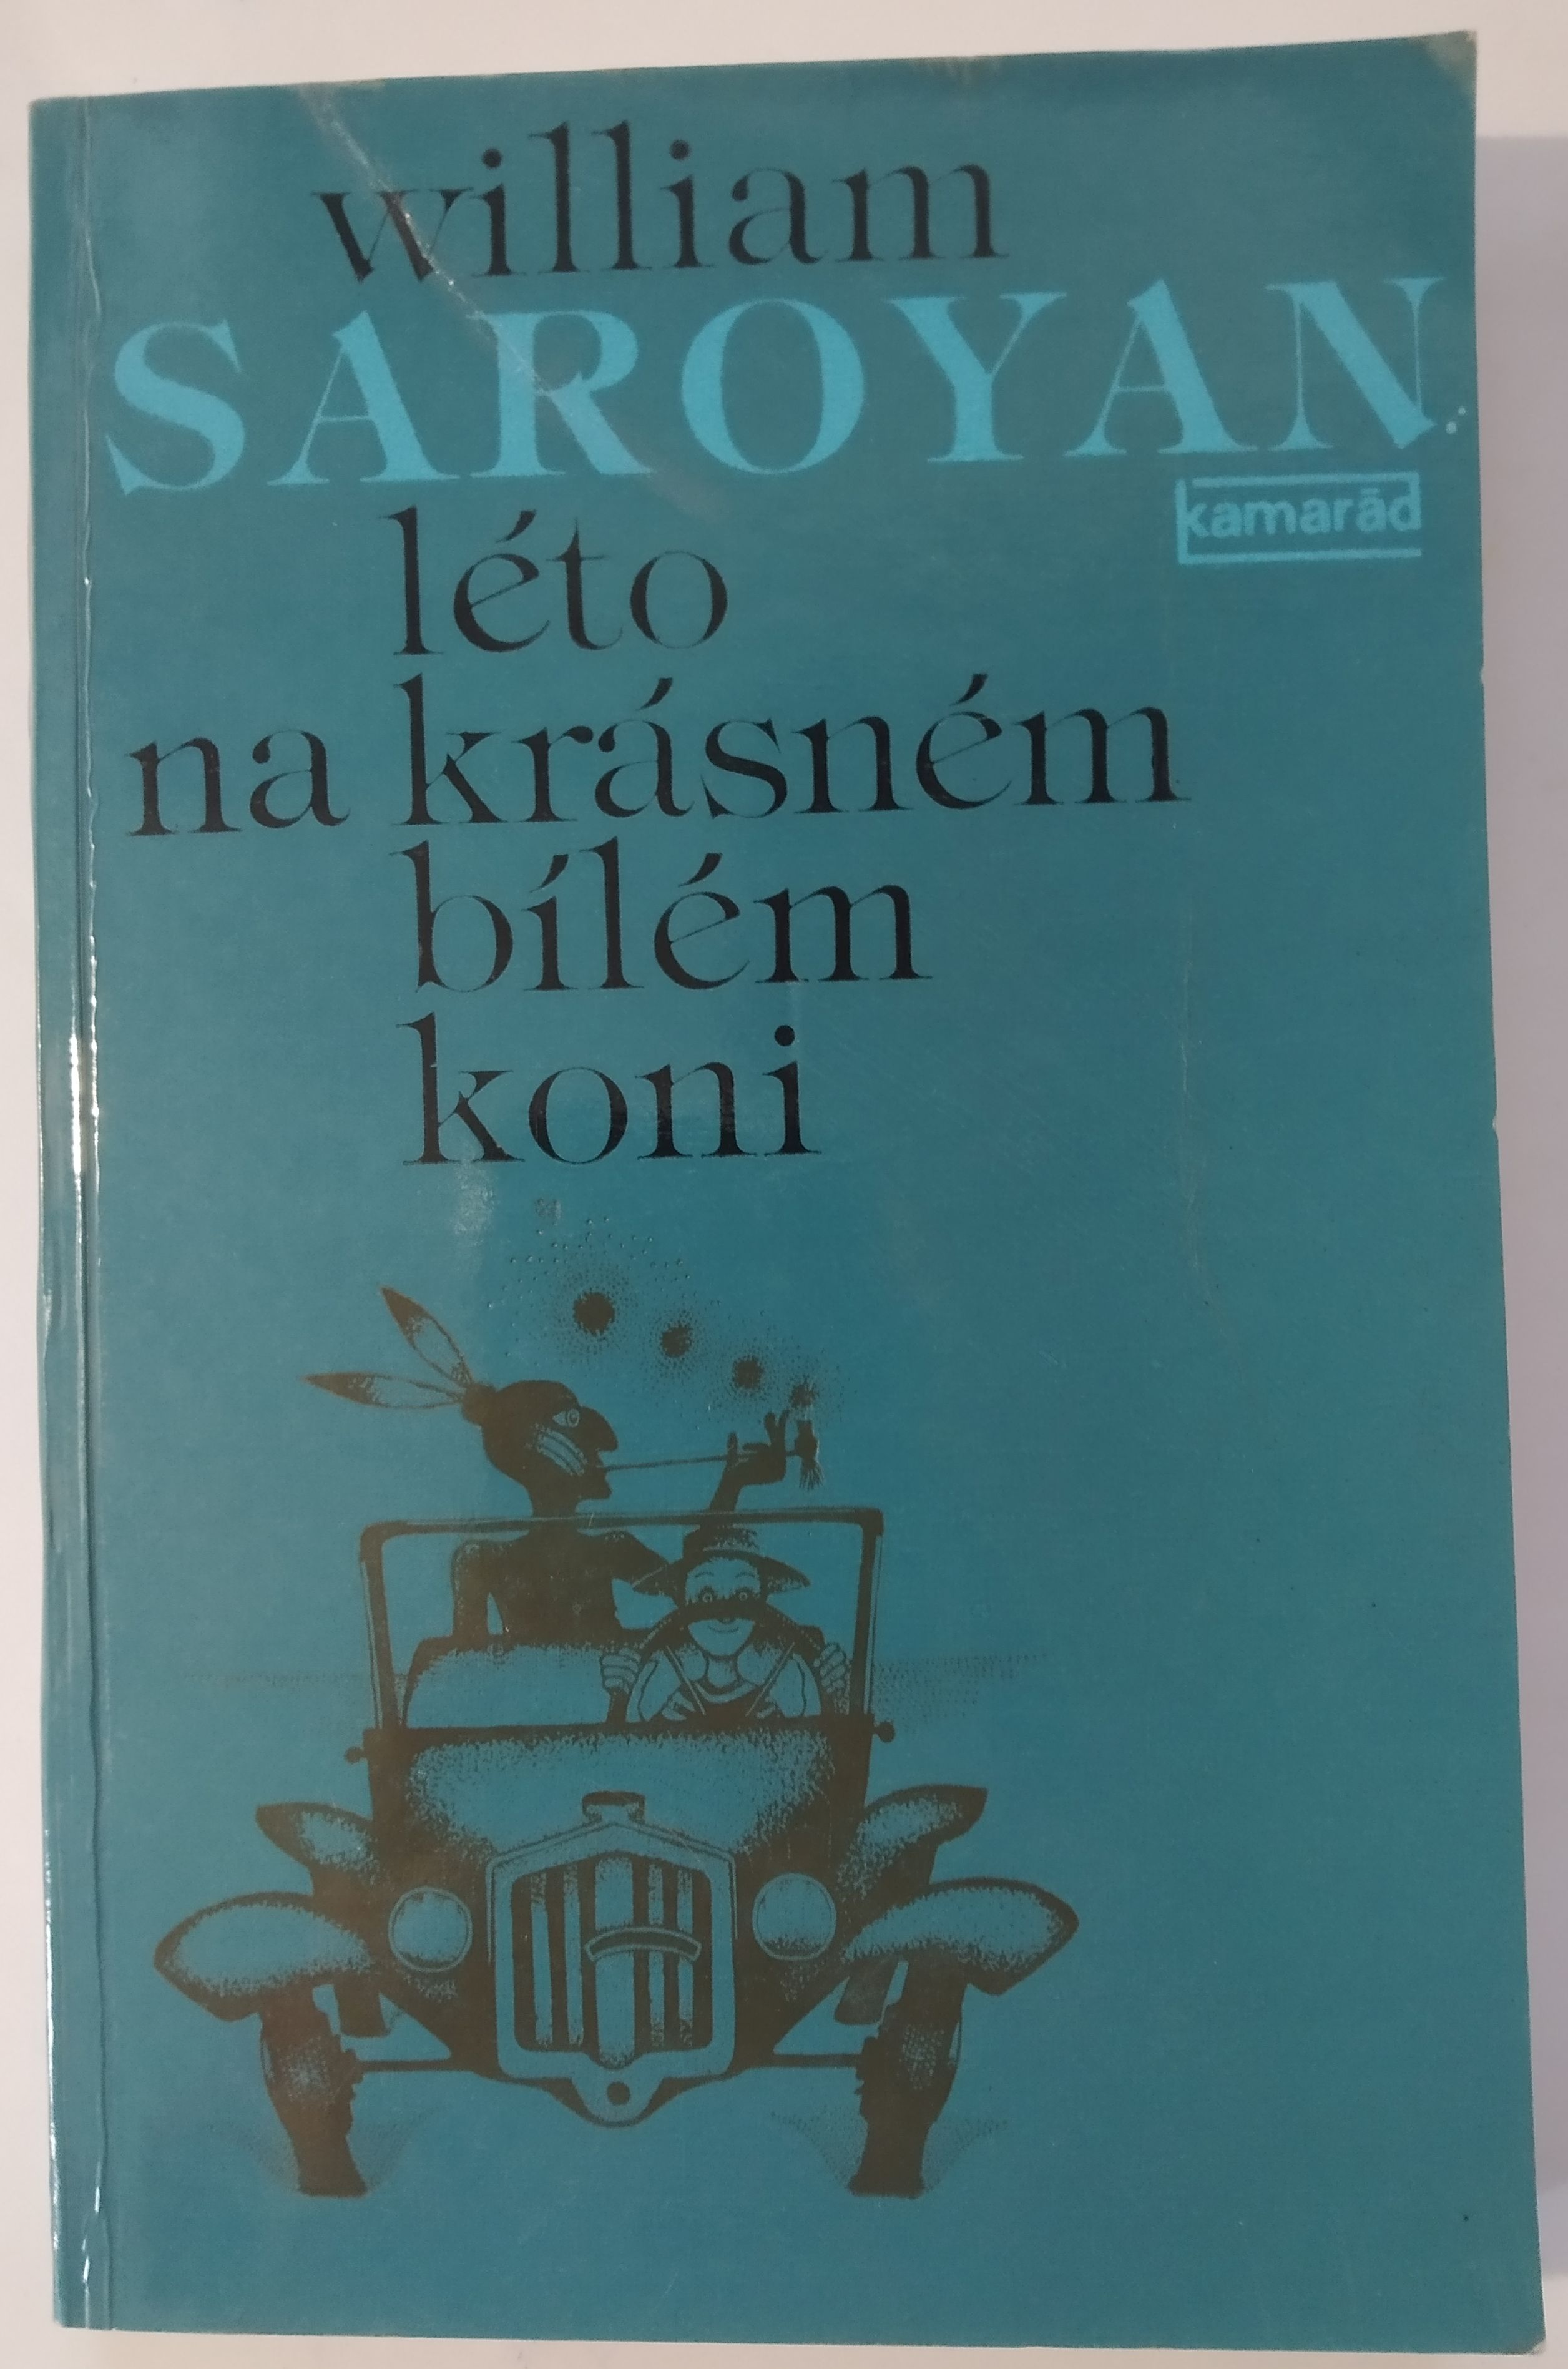 william
SAROYAN
kamarád
léto
na krásném
bílém
koni